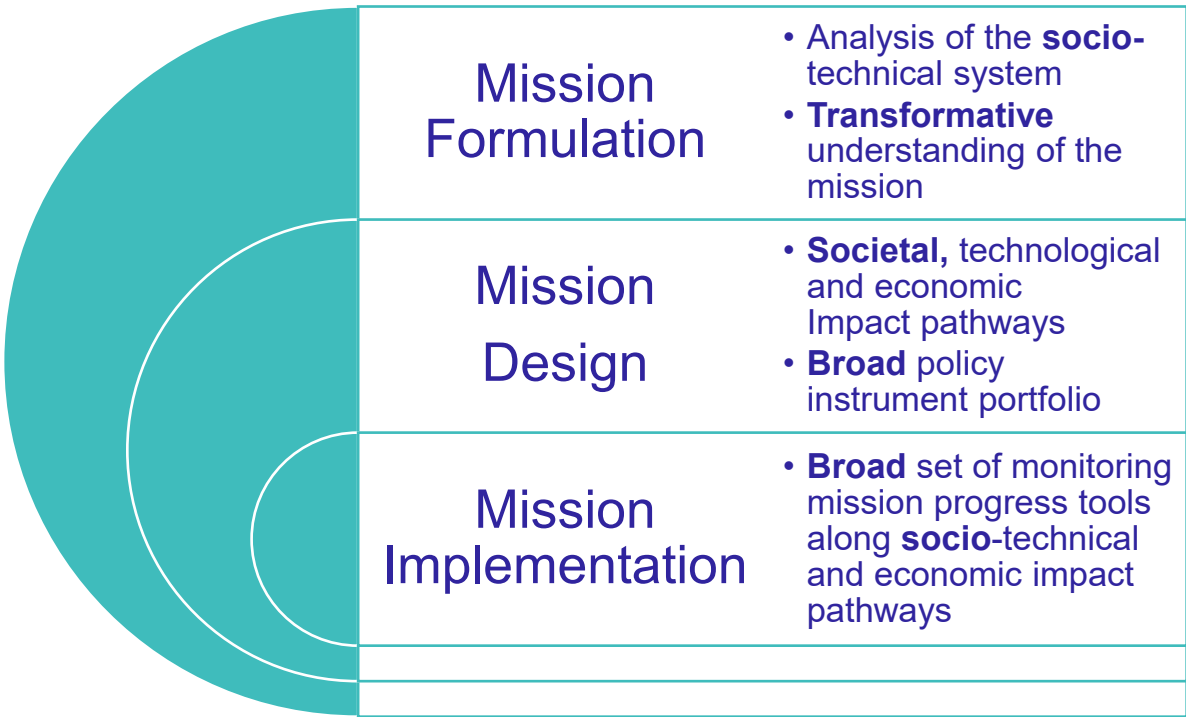 Mission
Formulation
• Analysis of the socio-
technical system
• Transformative
understanding of the
mission
Mission
Design
• Societal, technological
and economic
Impact pathways
• Broad policy
instrument portfolio
Mission
Implementation
• Broad set of monitoring
mission progress tools
along socio-technical
and economic impact
pathways